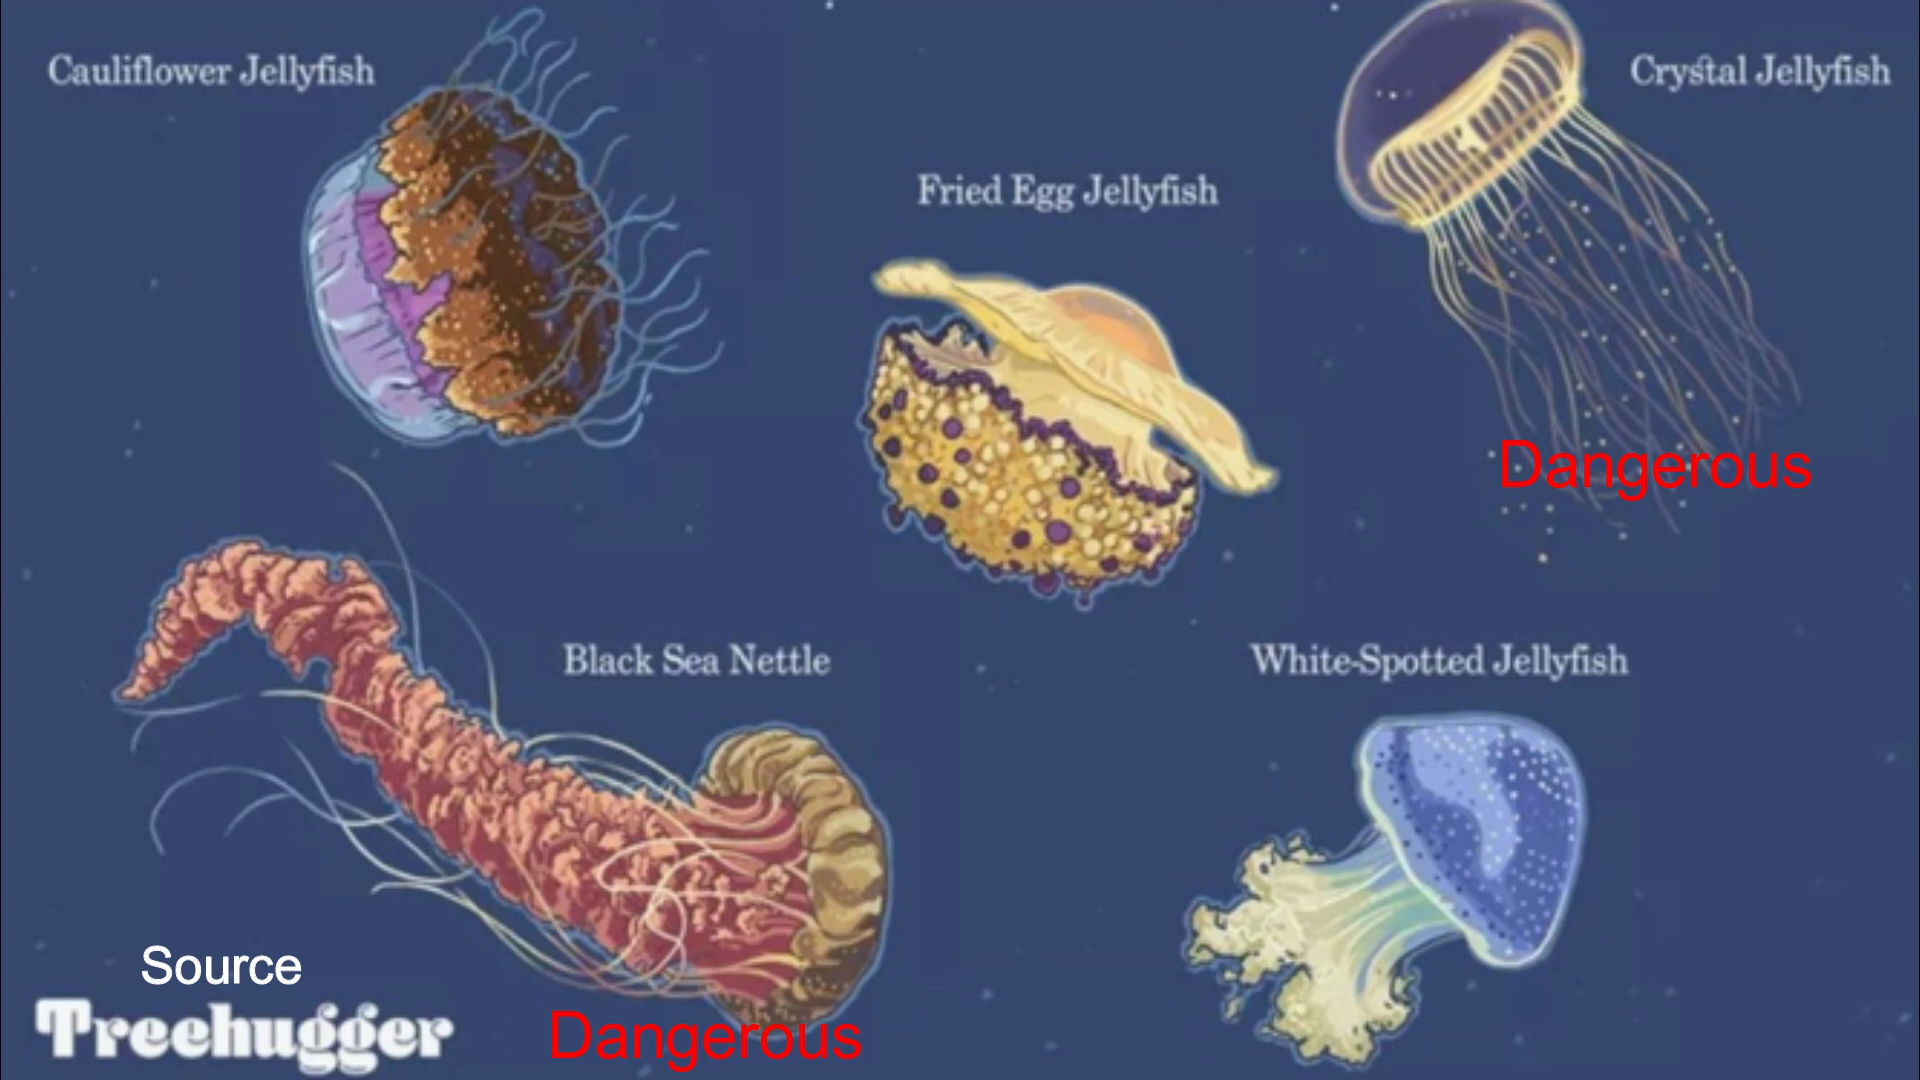 Cauliflower Jellyfish
Crystal Jellyfish
Fried Egg Jellyfish
Dangerous
Black Sea Nettle
White-Spotted Jellyfish
Source
Treehugger
Dangerous